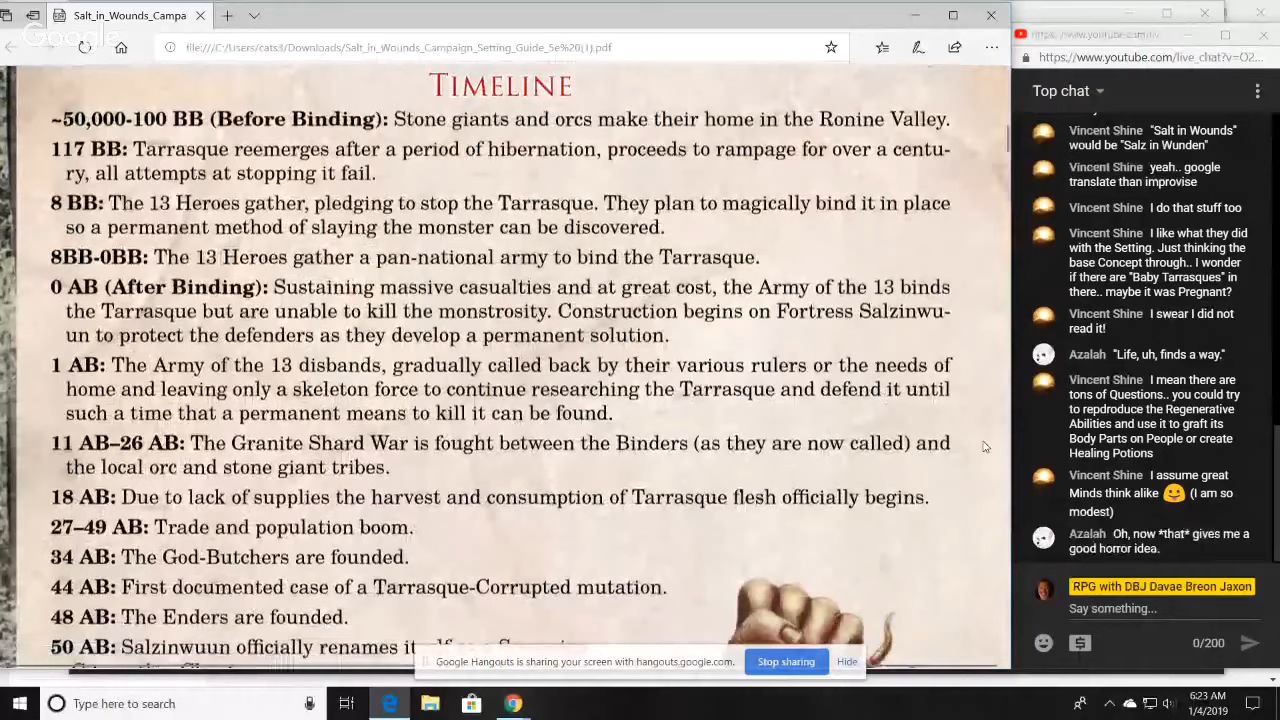 Salt_in_Wounds_Campa
Google
file:///C:/Users/cats3/Downloads/Salt_in_Wounds_Campaign_Setting_Guide_5e%20(1).pdf
TIMELINE
~50,000-100 BB (Before Binding): Stone giants and orcs make their home in the Ronine Valley.
117 BB: Tarrasque reemerges after a period of hibernation, proceeds to rampage for over a centu-
ry, all attempts at stopping it fail.
8 BB: The 13 Heroes gather, pledging to stop the Tarrasque. They plan to magically bind it in place
so a permanent method of slaying the monster can be discovered.
8BB-0BB: The 13 Heroes gather a pan-national army to bind the Tarrasque.
0 AB (After Binding): Sustaining massive casualties and at great cost, the Army of the 13 binds
the Tarrasque but are unable to kill the monstrosity. Construction begins on Fortress Salzinwu-
un to protect the defenders as they develop a permanent solution.
1 AB: The Army of the 13 disbands, gradually called back by their various rulers or the needs of
home and leaving only a skeleton force to continue researching the Tarrasque and defend it until
such a time that a permanent means to kill it can be found.
11 AB–26 AB: The Granite Shard War is fought between the Binders (as they are now called) and
the local orc and stone giant tribes.
18 AB: Due to lack of supplies the harvest and consumption of Tarrasque flesh officially begins.
27–49 AB: Trade and population boom.
34 AB: The God-Butchers are founded.
44 AB: First documented case of a Tarrasque-Corrupted mutation.
48 AB: The Enders are founded.
50 AB: Salzinwuun officially renames
Google Hangouts is sharing your screen with hangouts.google.com.
Stop sharing
Hide
https://www.youtube.com/live_chat?v=O2...
Top chat
Vincent Shine "Salt in Wounds"
would be "Salz in Wunden"
Vincent Shine yeah.. google
translate than improvise
Vincent Shine I do that stuff too
Vincent Shine I like what they did
with the Setting. Just thinking the
base Concept through.. I wonder
if there are "Baby Tarrasques" in
there.. maybe it was Pregnant?
Vincent Shine I swear I did not
read it!
Azalah "Life, uh, finds a way."
Vincent Shine I mean there are
tons of Questions.. you could try
to repdroduce the Regenerative
Abilities and use it to graft its
Body Parts on People or create
Healing Potions
Vincent Shine I assume great
Minds think alike 😀 (I am so
modest)
Azalah Oh, now *that* gives me a
good horror idea.
RPG with DBJ Davae Breon Jaxon
Say something...
0/200
Type here to search
6:23 AM
1/4/2019